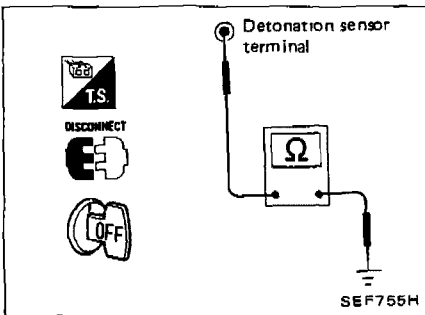 Detonation sensor
terminal
T.S.
DISCONNECT
Ω
OFF
SEF755H